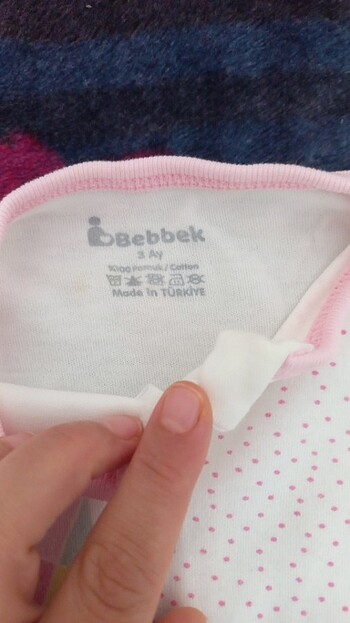 Bebbek
3 Ay
%100 Pamuk / Cotton
Made in TÜRKİYE